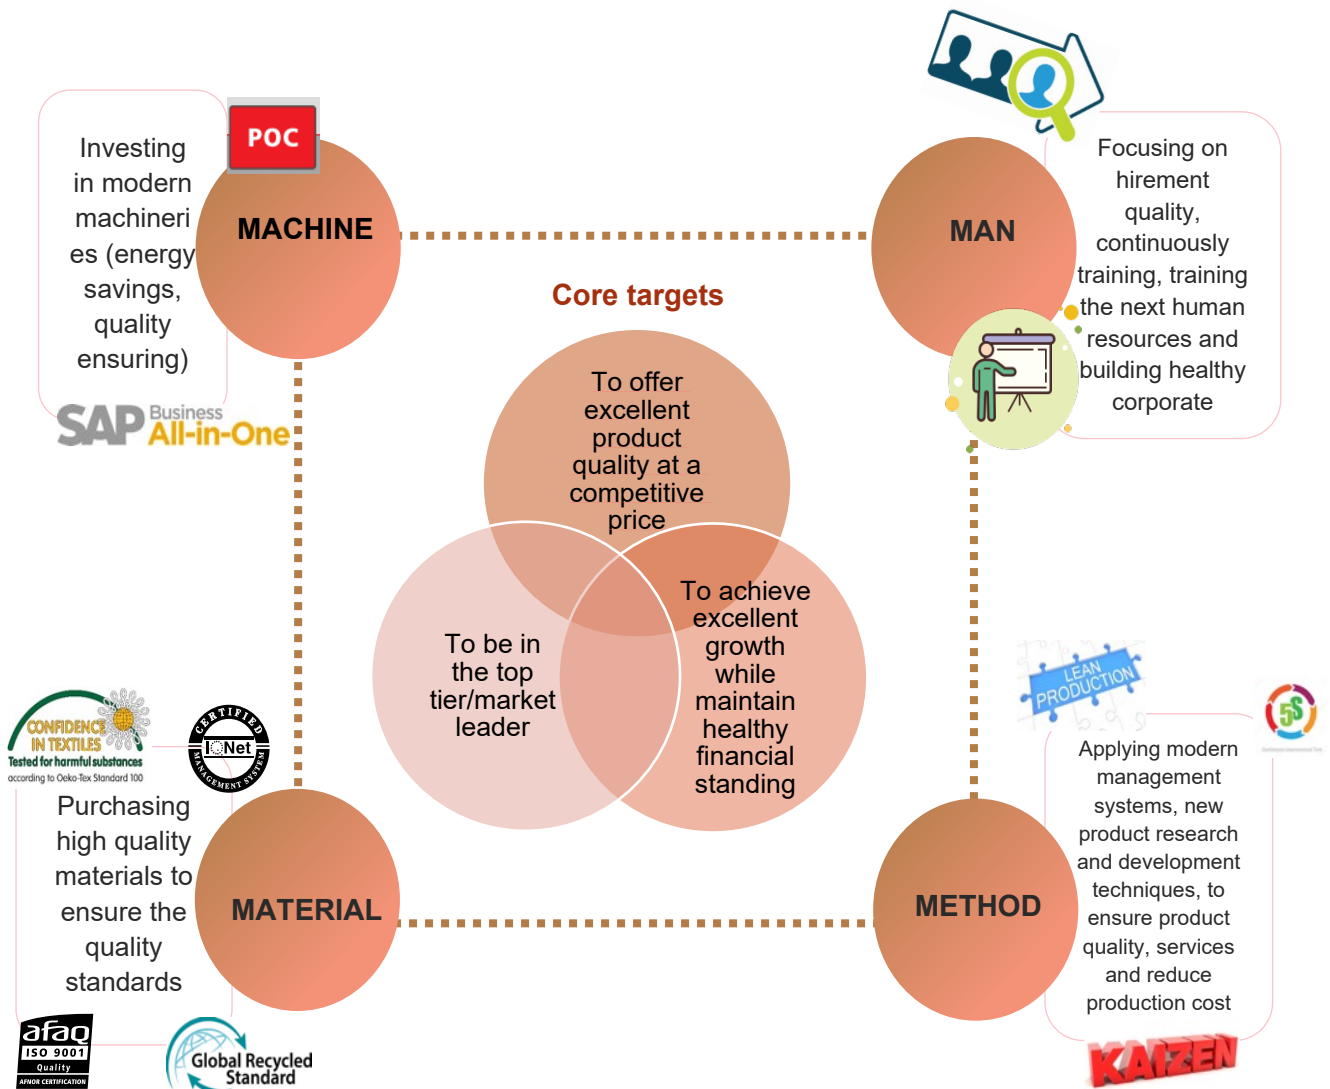 POC
Investing
in modern
machineri
es (energy
savings,
quality
ensuring)
MACHINE
SAP Business
All-in-One
MAN
Focusing on
hirement
quality,
continuously
training, training
the next human
resources and
building healthy
corporate
Core targets
To offer
excellent
product
quality at a
competitive
price
To be in
the top
tier/market
leader
To achieve
excellent
growth
while
maintain
healthy
financial
standing
CONFIDENCE
IN TEXTILES
Tested for harmful substances
according to Oeko-Tex Standard 100
CERTIFIED
IQNet
MANAGEMENT SYSTEM
Purchasing
high quality
materials to
ensure the
quality
standards
MATERIAL
afaq
ISO 9001
Quality
AFNOR CERTIFICATION
Global Recycled
Standard
LEAN
PRODUCTION
5S
METHOD
Applying modern
management
systems, new
product research
and development
techniques, to
ensure product
quality, services
and reduce
production cost
KAIZEN